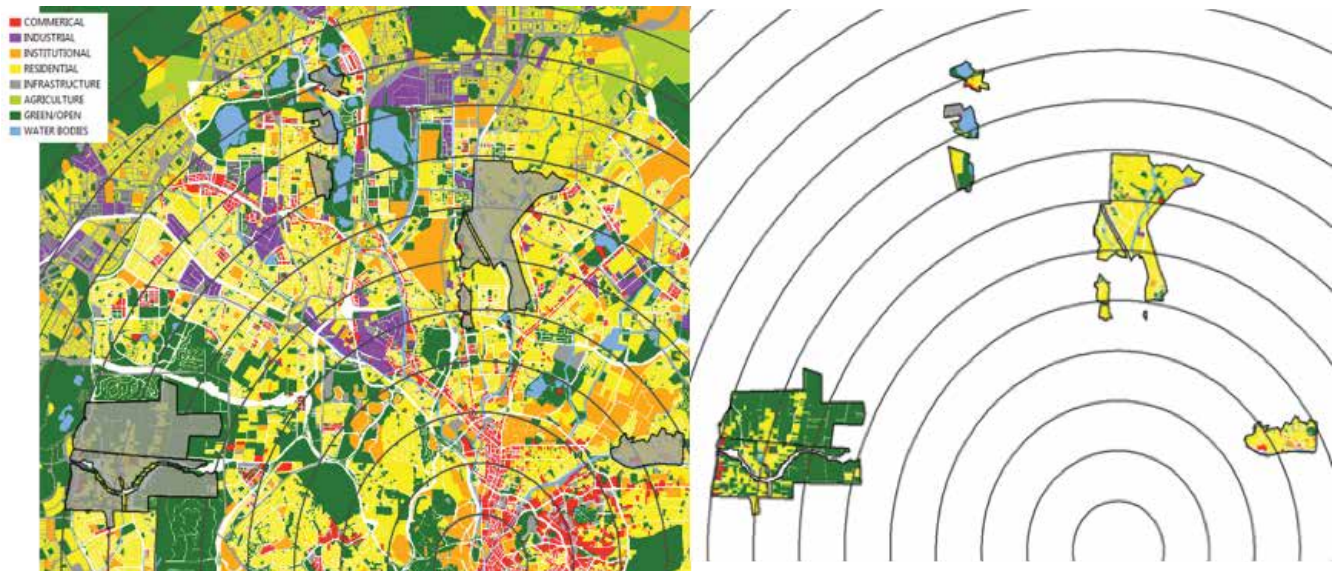 COMMERICAL
INDUSTRIAL
INSTITUTIONAL
RESIDENTIAL
INFRASTRUCTURE
AGRICULTURE
GREEN/OPEN
WATER BODIES